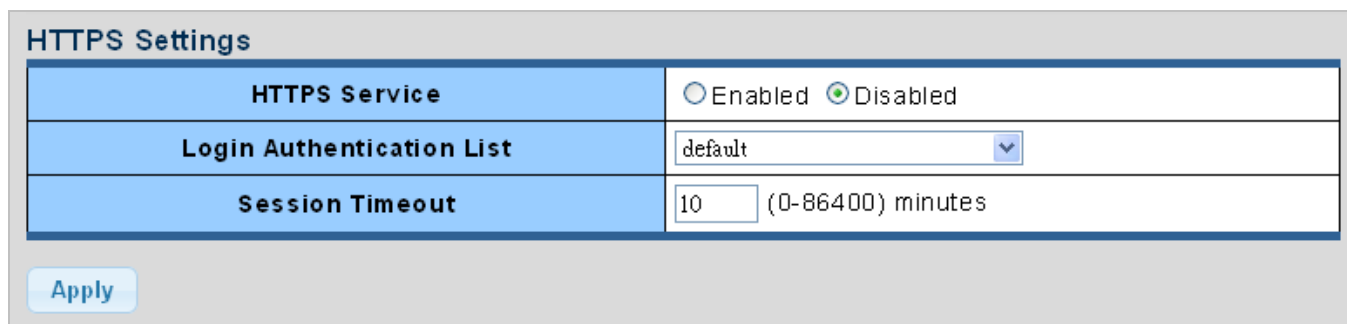 HTTPS Settings
HTTPS Service Enabled Disabled
Login Authentication List default
Session Timeout 10 (0-86400) minutes
Apply